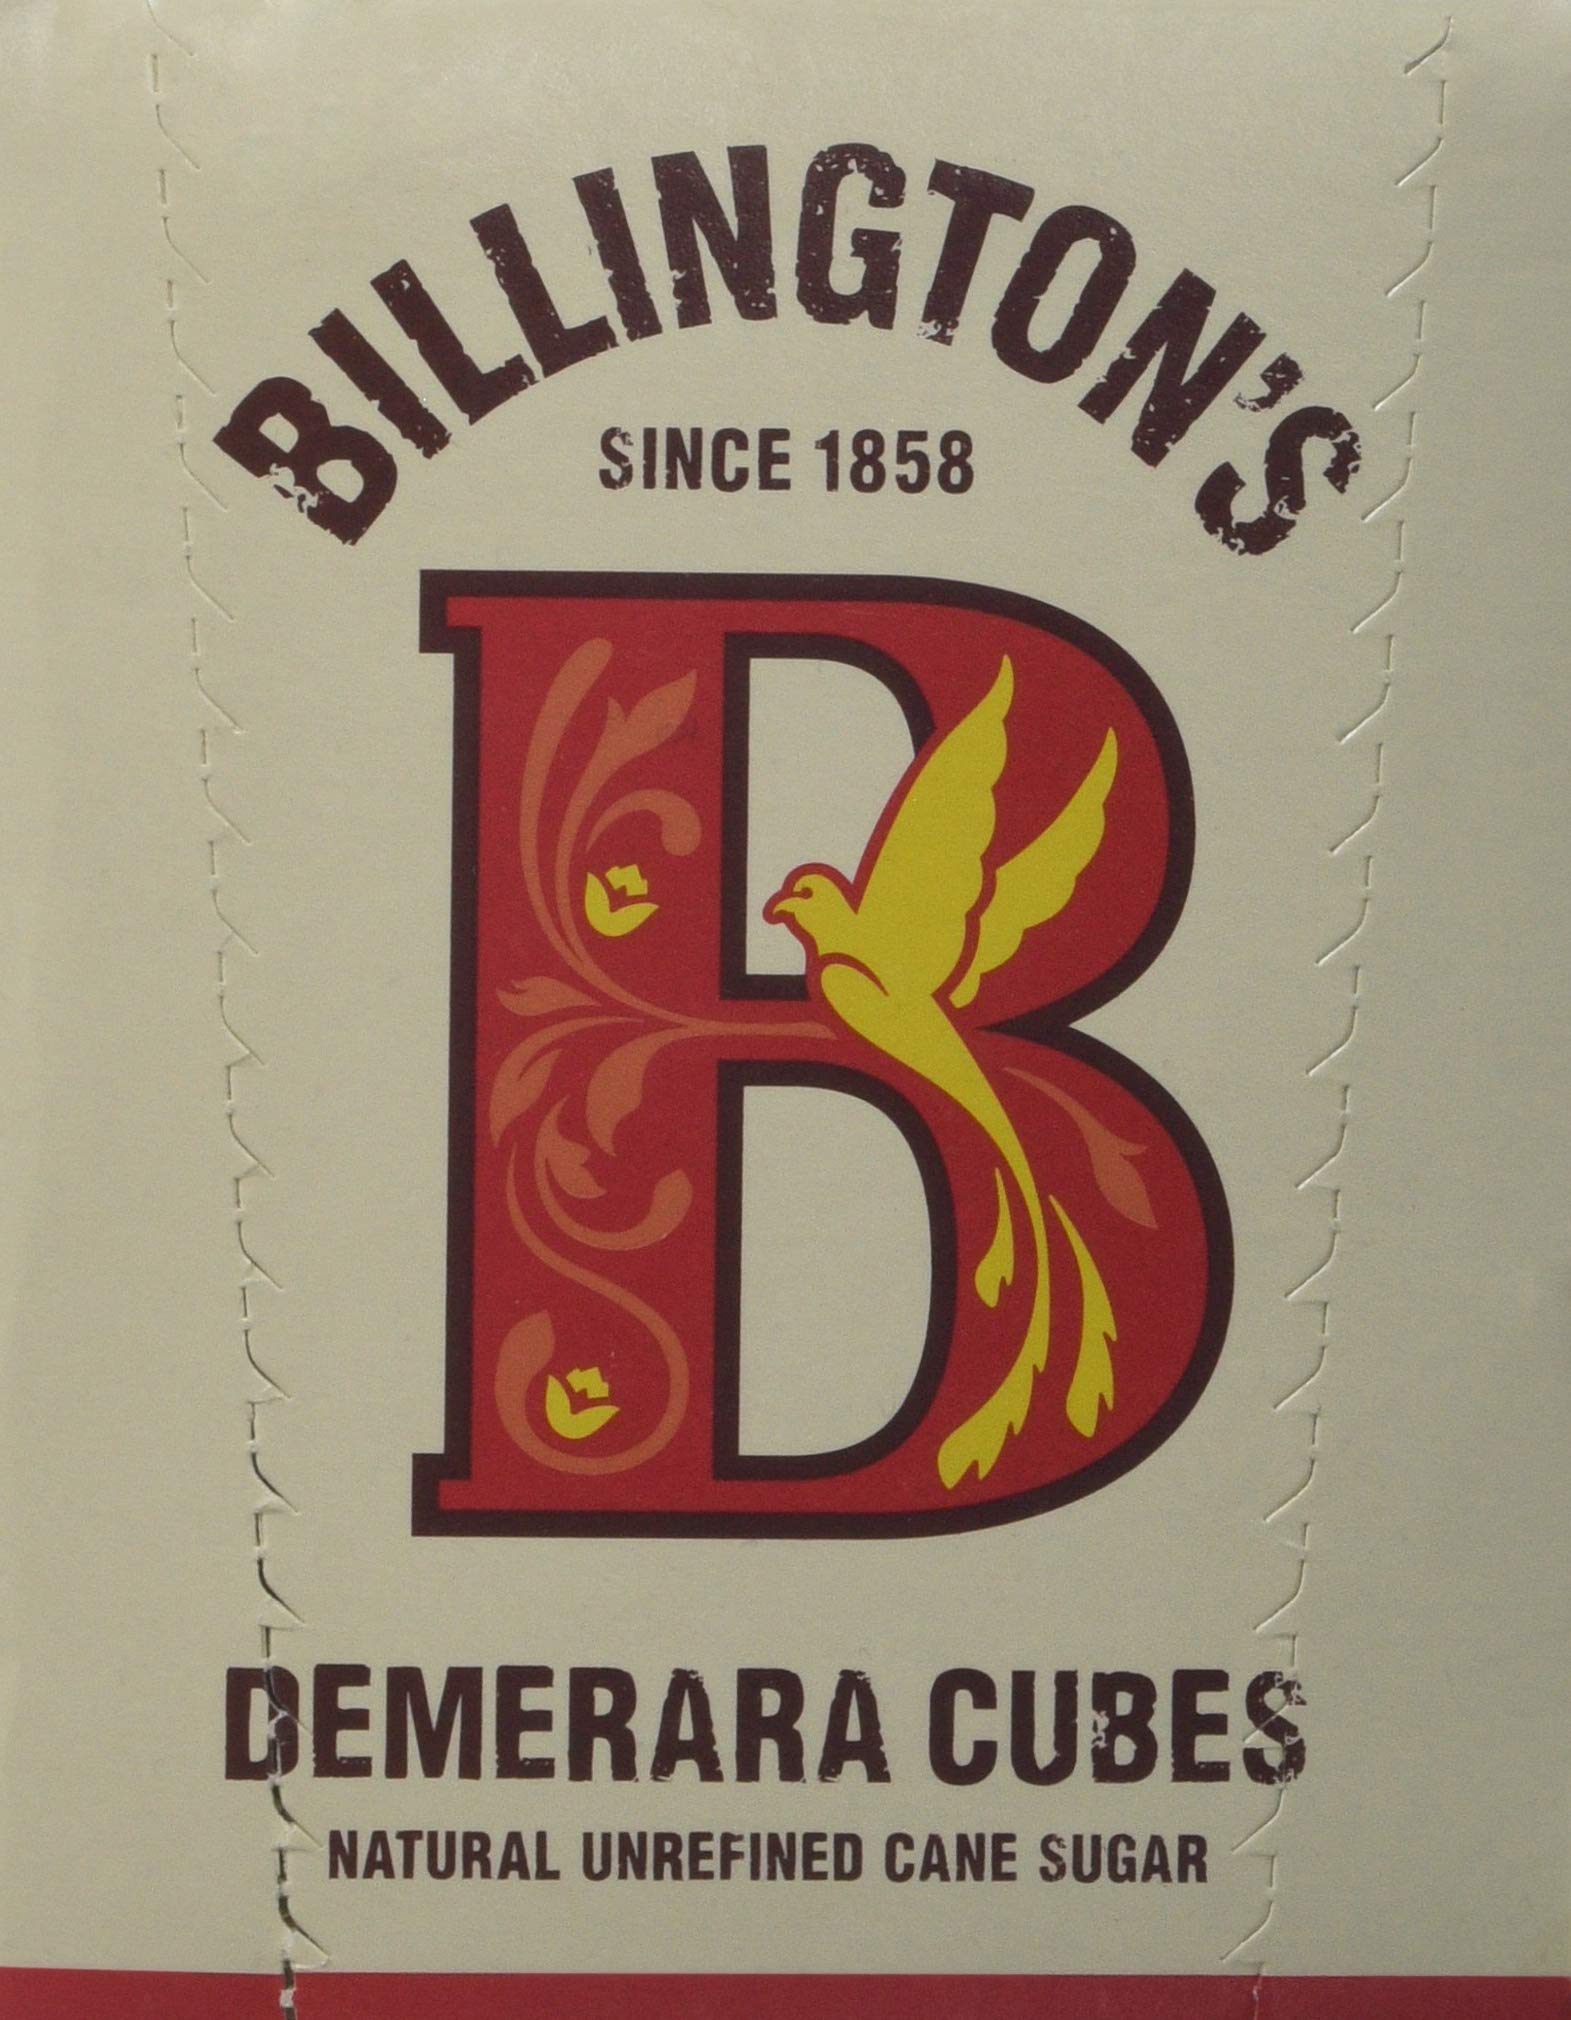 BILLINGTON'S
SINCE 1858
B
DEMERARA CUBES
NATURAL UNREFINED CANE SUGAR